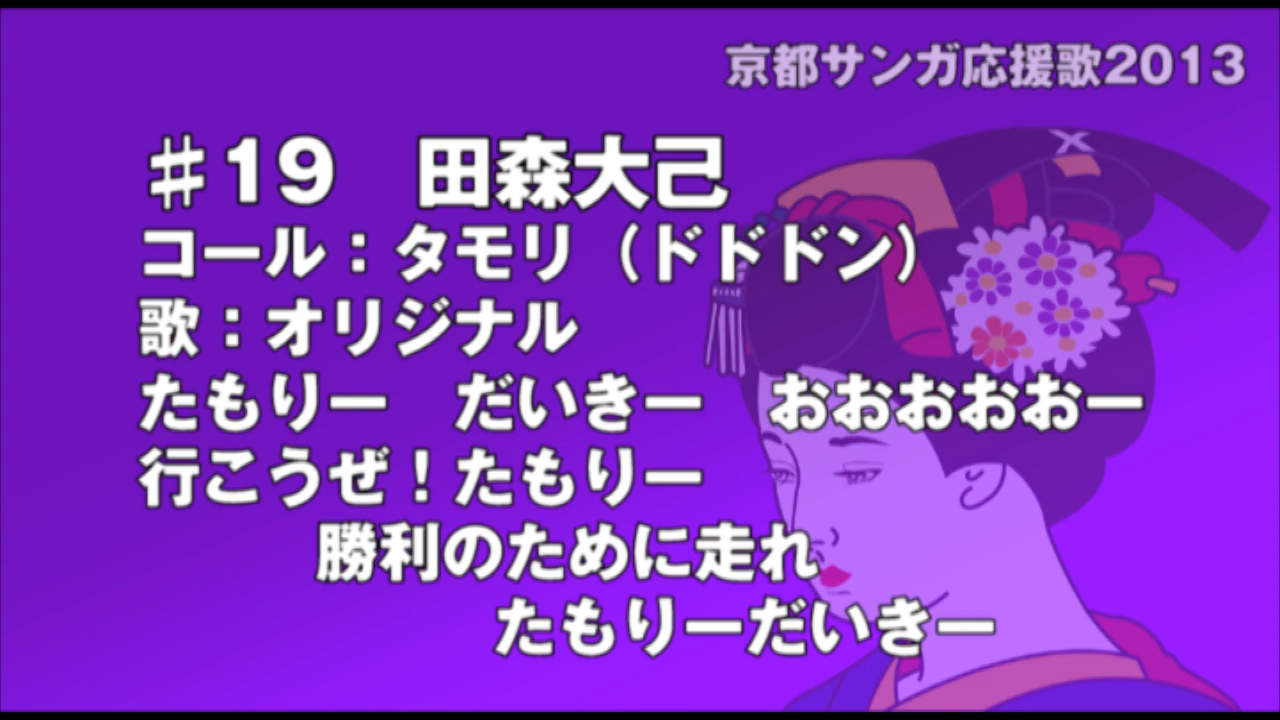 京都サンガ応援歌2013
♯19　田森大己
コール：タモリ（ドドドン）
歌：オリジナル
たもりー　だいきー　おおおおおー
行こうぜ！たもりー
勝利のために走れ
たもりーだいきー